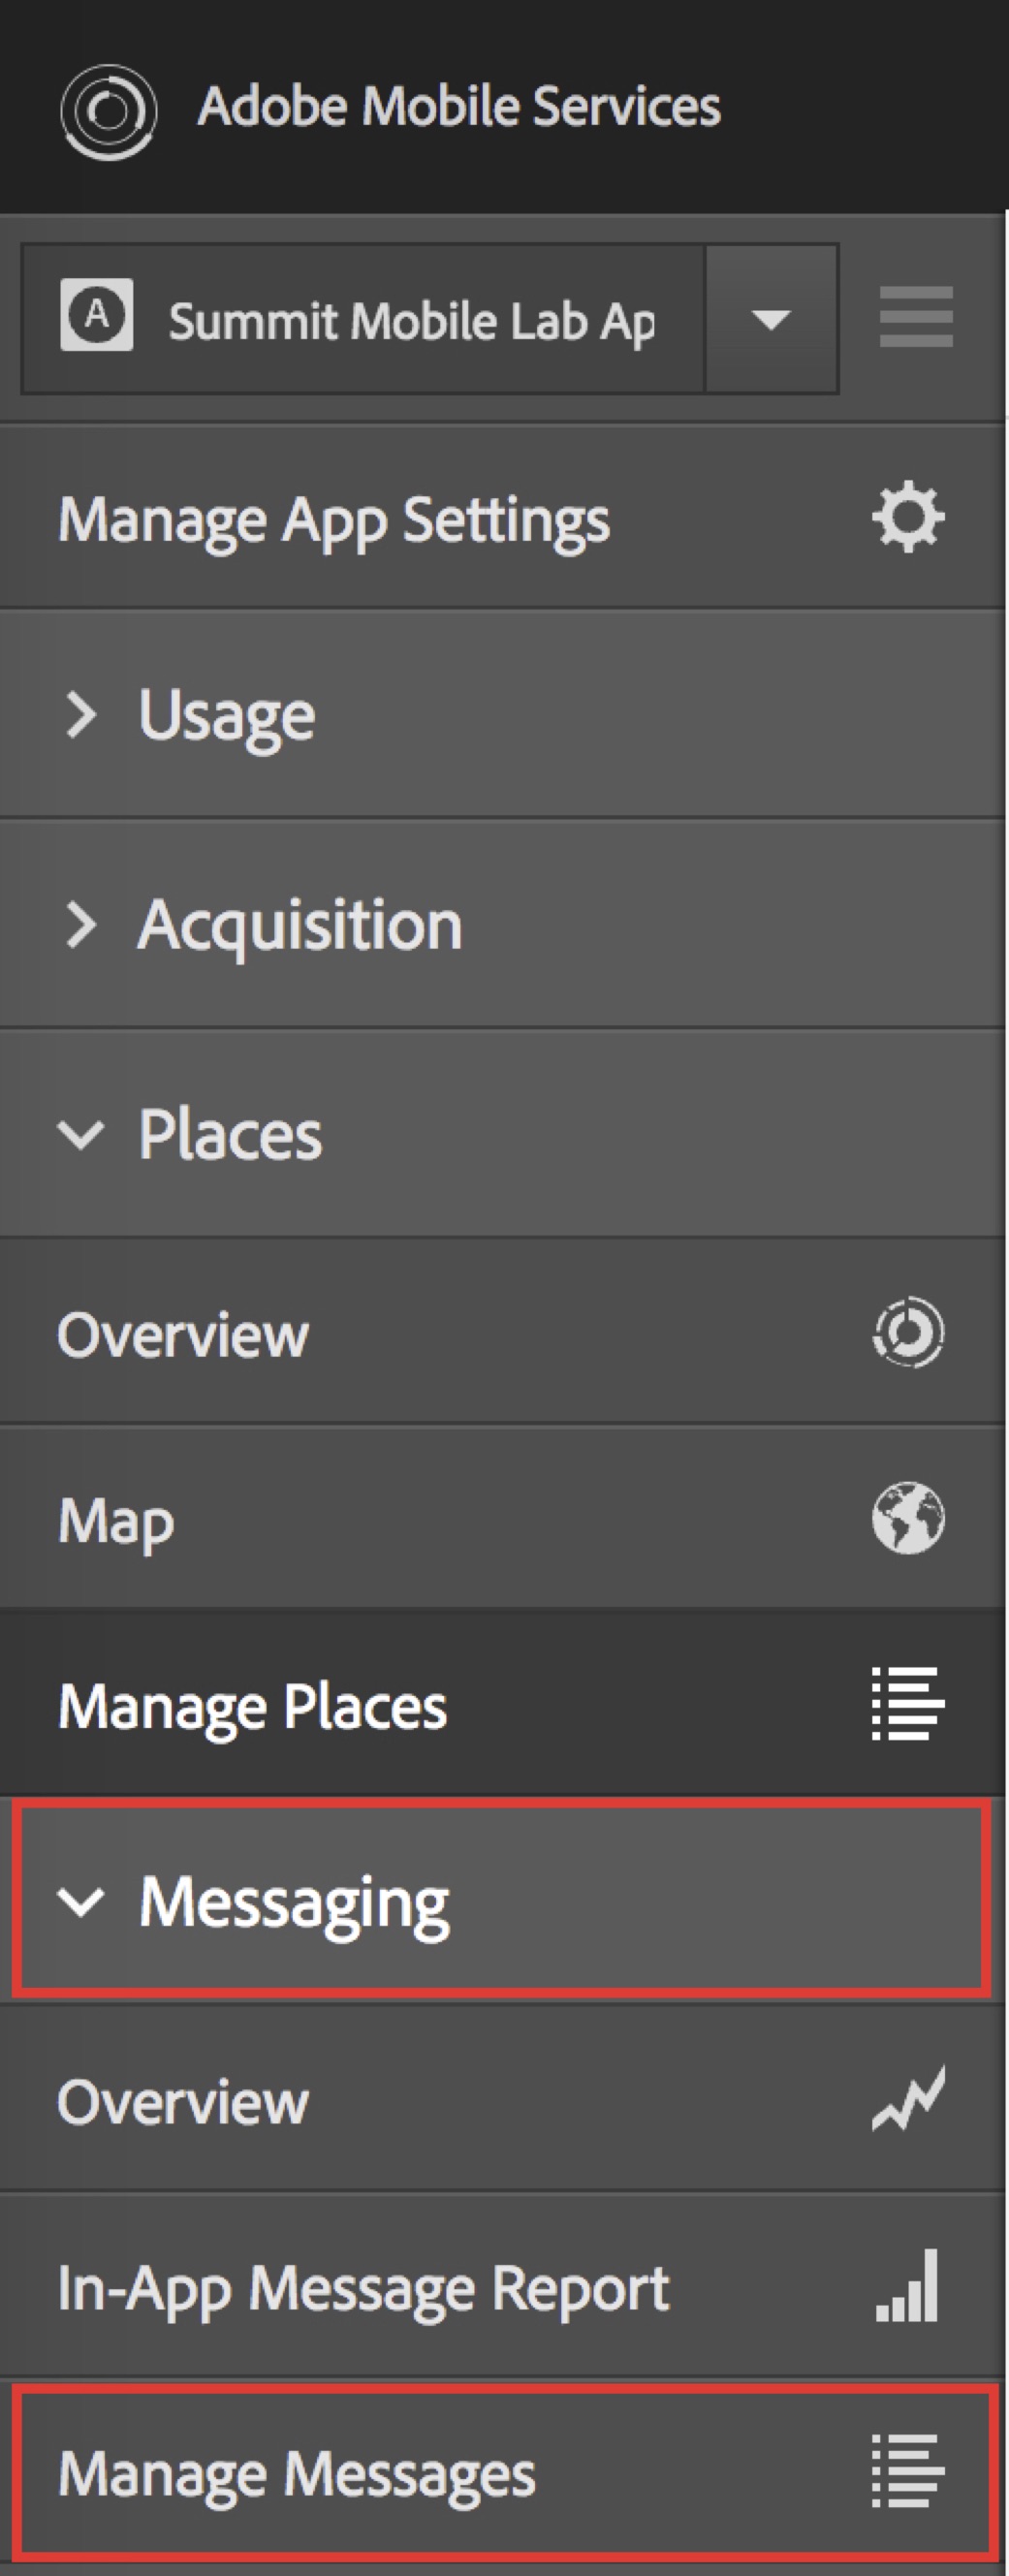 Adobe Mobile Services
A
Summit Mobile Lab Ap
Manage App Settings
Usage
Acquisition
Places
Overview
Map
Manage Places
Messaging
Overview
In-App Message Report
Manage Messages